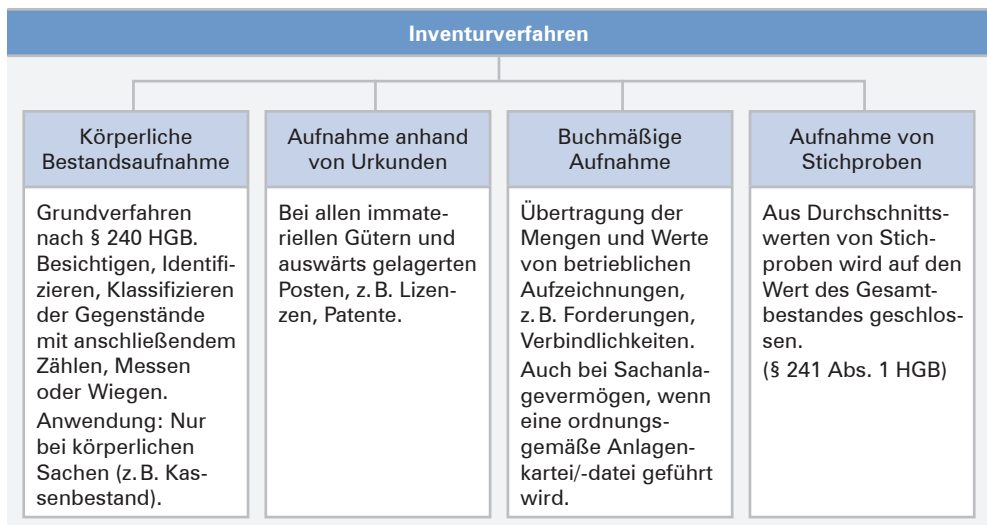 Inventurverfahren
Körperliche
Bestandsaufnahme
Grundverfahren
nach § 240 HGB.
Besichtigen, Identifi-
zieren, Klassifizieren
der Gegenstände
mit anschließendem
Zählen, Messen
oder Wiegen.
Anwendung: Nur
bei körperlichen
Sachen (z. B. Kas-
senbestand).
Aufnahme anhand
von Urkunden
Bei allen immate-
riellen Gütern und
auswärts gelagerten
Posten, z. B. Lizen-
zen, Patente.
Buchmäßige
Aufnahme
Übertragung der
Mengen und Werte
von betrieblichen
Aufzeichnungen,
z. B. Forderungen,
Verbindlichkeiten.
Auch bei Sachanla-
gevermögen, wenn
eine ordnungs-
gemäße Anlagen-
kartei/-datei geführt
wird.
Aufnahme von
Stichproben
Aus Durchschnitts-
werten von Stich-
proben wird auf den
Wert des Gesamt-
bestandes geschlos-
sen.
(§ 241 Abs. 1 HGB)